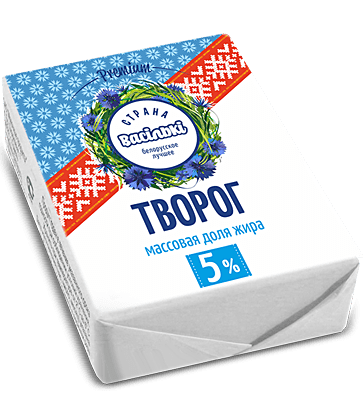 Premium
СТРАНА
Васількі
белорусское
лучшее
ТВОРОГ
массовая доля жира
5%